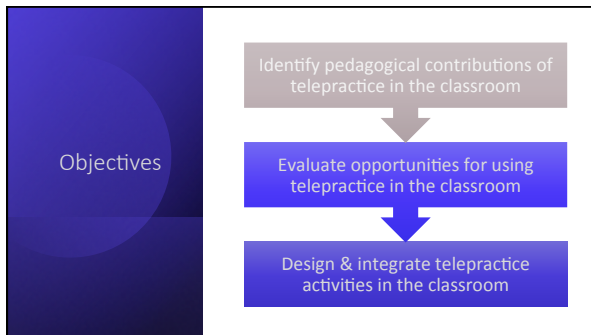 Objectives
Identify pedagogical contributions of
telepractice in the classroom
Evaluate opportunities for using
telepractice in the classroom
Design & integrate telepractice
activities in the classroom